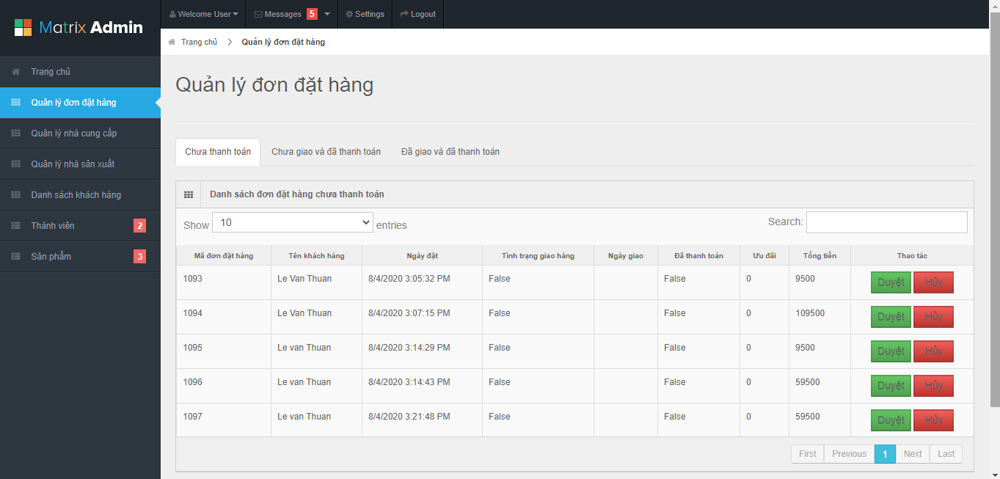 Matrix Admin
Welcome User Messages 5 Settings Logout
Trang chủ Quản lý đơn đặt hàng
Trang chủ
Quản lý đơn đặt hàng
Quản lý nhà cung cấp
Quản lý nhà sản xuất
Danh sách khách hàng
Thành viên 2
Sản phẩm 3
Quản lý đơn đặt hàng
Chưa thanh toán Chưa giao và đã thanh toán Đã giao và đã thanh toán
Danh sách đơn đặt hàng chưa thanh toán
Show 10 entries Search:
Mã đơn đặt hàng Tên khách hàng Ngày đặt Tình trạng giao hàng Ngày giao Đã thanh toán Ưu đãi Tổng tiền Thao tác
1093 Le Van Thuan 8/4/2020 3:05:32 PM False False 0 9500 Duyệt Hủy
1094 Le Van Thuan 8/4/2020 3:07:15 PM False False 0 109500 Duyệt Hủy
1095 Le van Thuan 8/4/2020 3:14:29 PM False False 0 9500 Duyệt Hủy
1096 Le van Thuan 8/4/2020 3:14:43 PM False False 0 59500 Duyệt Hủy
1097 Le van Thuan 8/4/2020 3:21:48 PM False False 0 59500 Duyệt Hủy
First Previous 1 Next Last